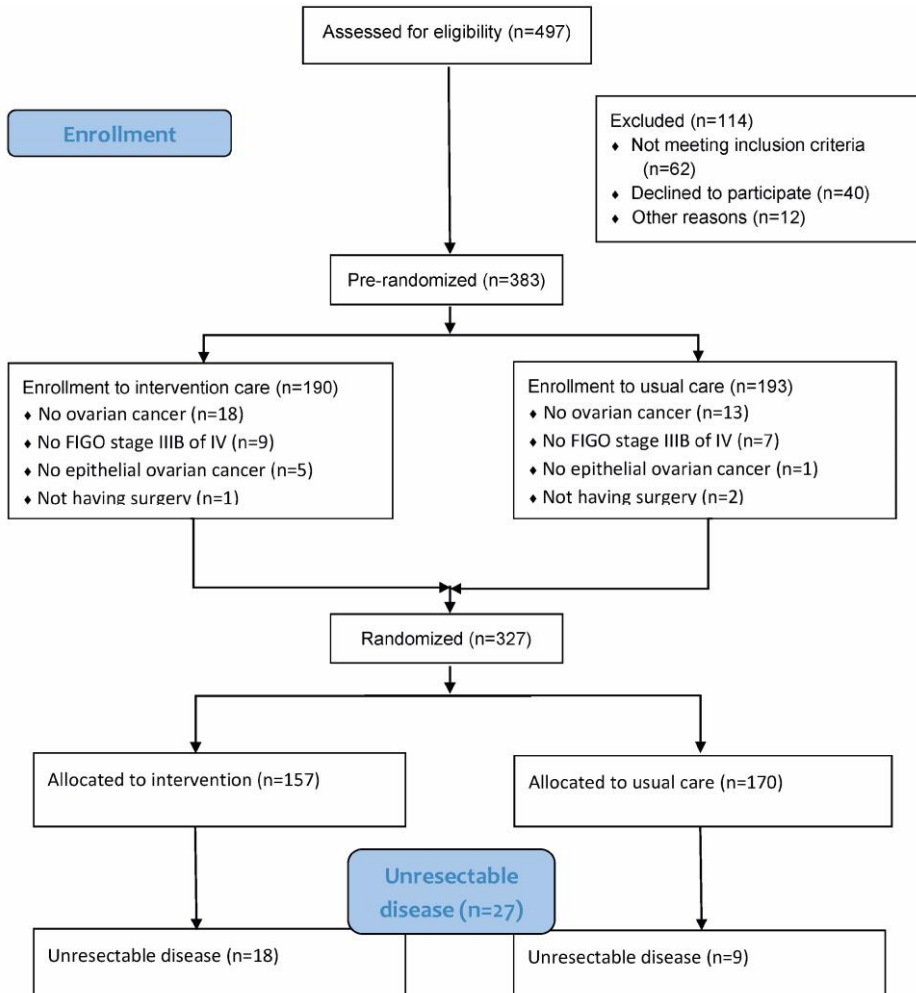 Assessed for eligibility (n=497)
Enrollment
Excluded (n=114)
♦ Not meeting inclusion criteria
(n=62)
♦ Declined to participate (n=40)
♦ Other reasons (n=12)
Pre-randomized (n=383)
Enrollment to intervention care (n=190)
♦ No ovarian cancer (n=18)
♦ No FIGO stage IIIB of IV (n=9)
♦ No epithelial ovarian cancer (n=5)
♦ Not having surgery (n=1)
Enrollment to usual care (n=193)
♦ No ovarian cancer (n=13)
♦ No FIGO stage IIIB of IV (n=7)
♦ No epithelial ovarian cancer (n=1)
♦ Not having surgery (n=2)
Randomized (n=327)
Allocated to intervention (n=157)
Allocated to usual care (n=170)
Unresectable
disease (n=27)
Unresectable disease (n=18)
Unresectable disease (n=9)